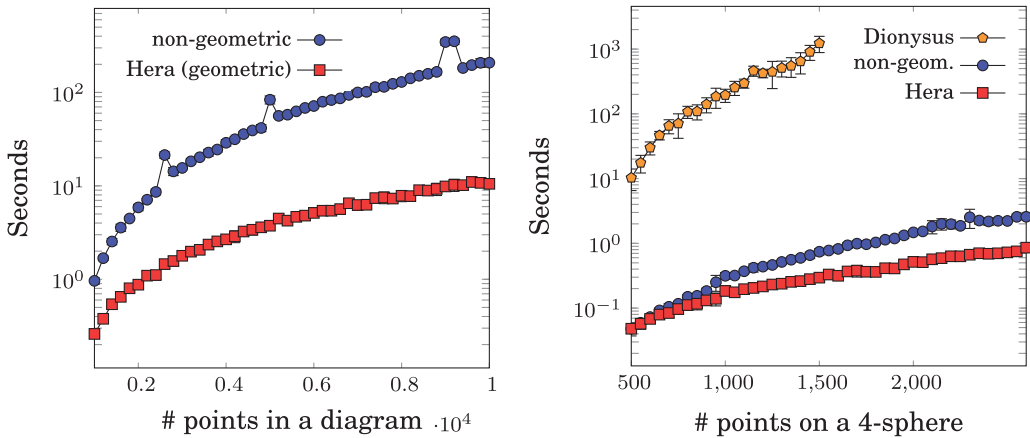 non-geometric
Hera (geometric)
10^2
10^1
10^0
Seconds
0.2 0.4 0.6 0.8 1
# points in a diagram ·10^4
Dionysus
non-geom.
Hera
10^3
10^2
10^1
10^0
10^−1
Seconds
500 1,000 1,500 2,000
# points on a 4-sphere